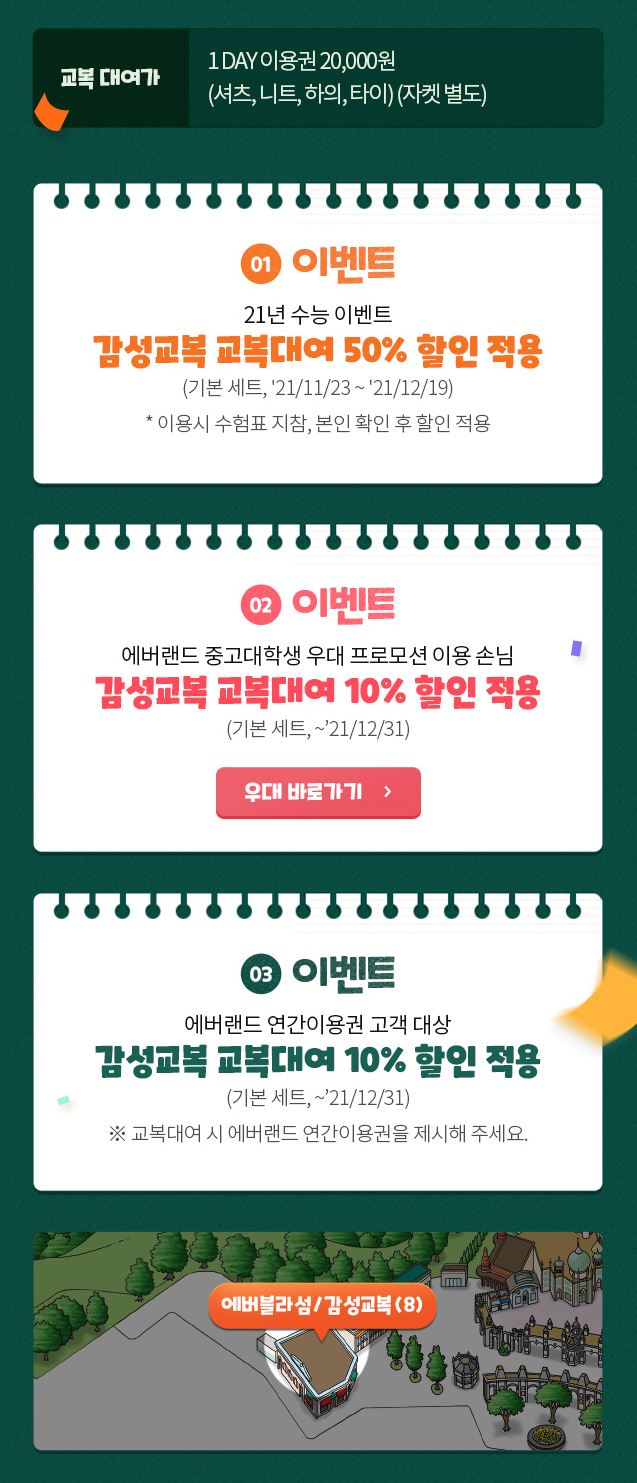 교복 대여가
1 DAY 이용권 20,000원
(셔츠, 니트, 하의, 타이) (자켓 별도)
01 이벤트
21년 수능 이벤트
감성교복 교복대여 50% 할인 적용
(기본 세트, '21/11/23 ~ '21/12/19)
* 이용시 수험표 지참, 본인 확인 후 할인 적용
02 이벤트
에버랜드 중고대학생 우대 프로모션 이용 손님
감성교복 교복대여 10% 할인 적용
(기본 세트, ~’21/12/31)
우대 바로가기 >
03 이벤트
에버랜드 연간이용권 고객 대상
감성교복 교복대여 10% 할인 적용
(기본 세트, ~’21/12/31)
※ 교복대여 시 에버랜드 연간이용권을 제시해 주세요.
에버블라섬 / 감성교복 (8)